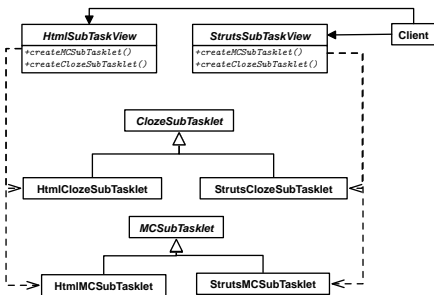 HtmlSubTaskView
+createMCSubTasklet()
+createClozeSubTasklet()
StrutsSubTaskView
+createMCSubTasklet()
+createClozeSubTasklet()
Client
ClozeSubTasklet
HtmlClozeSubTasklet
StrutsClozeSubTasklet
MCSubTasklet
HtmlMCSubTasklet
StrutsMCSubTasklet